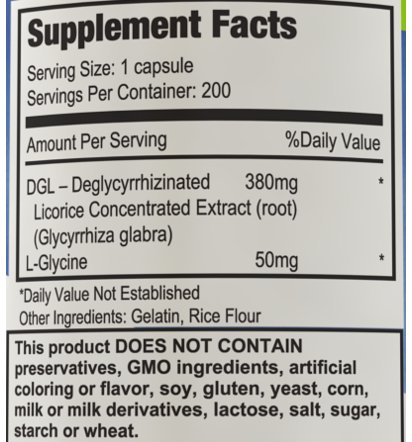 Supplement Facts
Serving Size: 1 capsule
Servings Per Container: 200
Amount Per Serving %Daily Value
DGL – Deglycyrrhizinated 380mg *
Licorice Concentrated Extract (root)
(Glycyrrhiza glabra)
L-Glycine 50mg *
*Daily Value Not Established
Other Ingredients: Gelatin, Rice Flour
This product DOES NOT CONTAIN
preservatives, GMO ingredients, artificial
coloring or flavor, soy, gluten, yeast, corn,
milk or milk derivatives, lactose, salt, sugar,
starch or wheat.